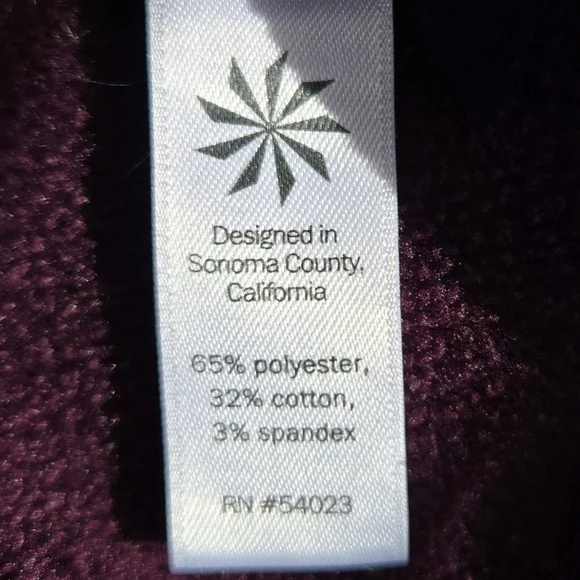 Designed in
Sonoma County,
California
65% polyester,
32% cotton,
3% spandex
RN #54023